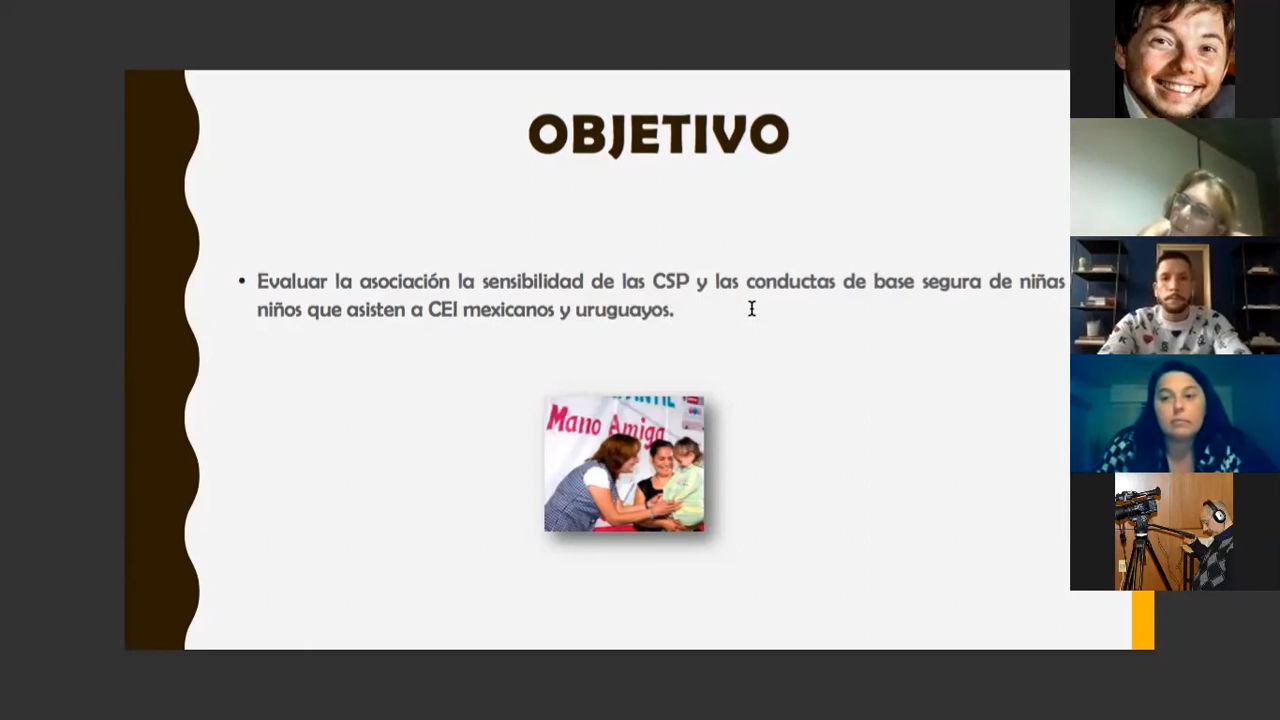 OBJETIVO
• Evaluar la asociación la sensibilidad de las CSP y las conductas de base segura de niñas
niños que asisten a CEI mexicanos y uruguayos.
Mano Amiga